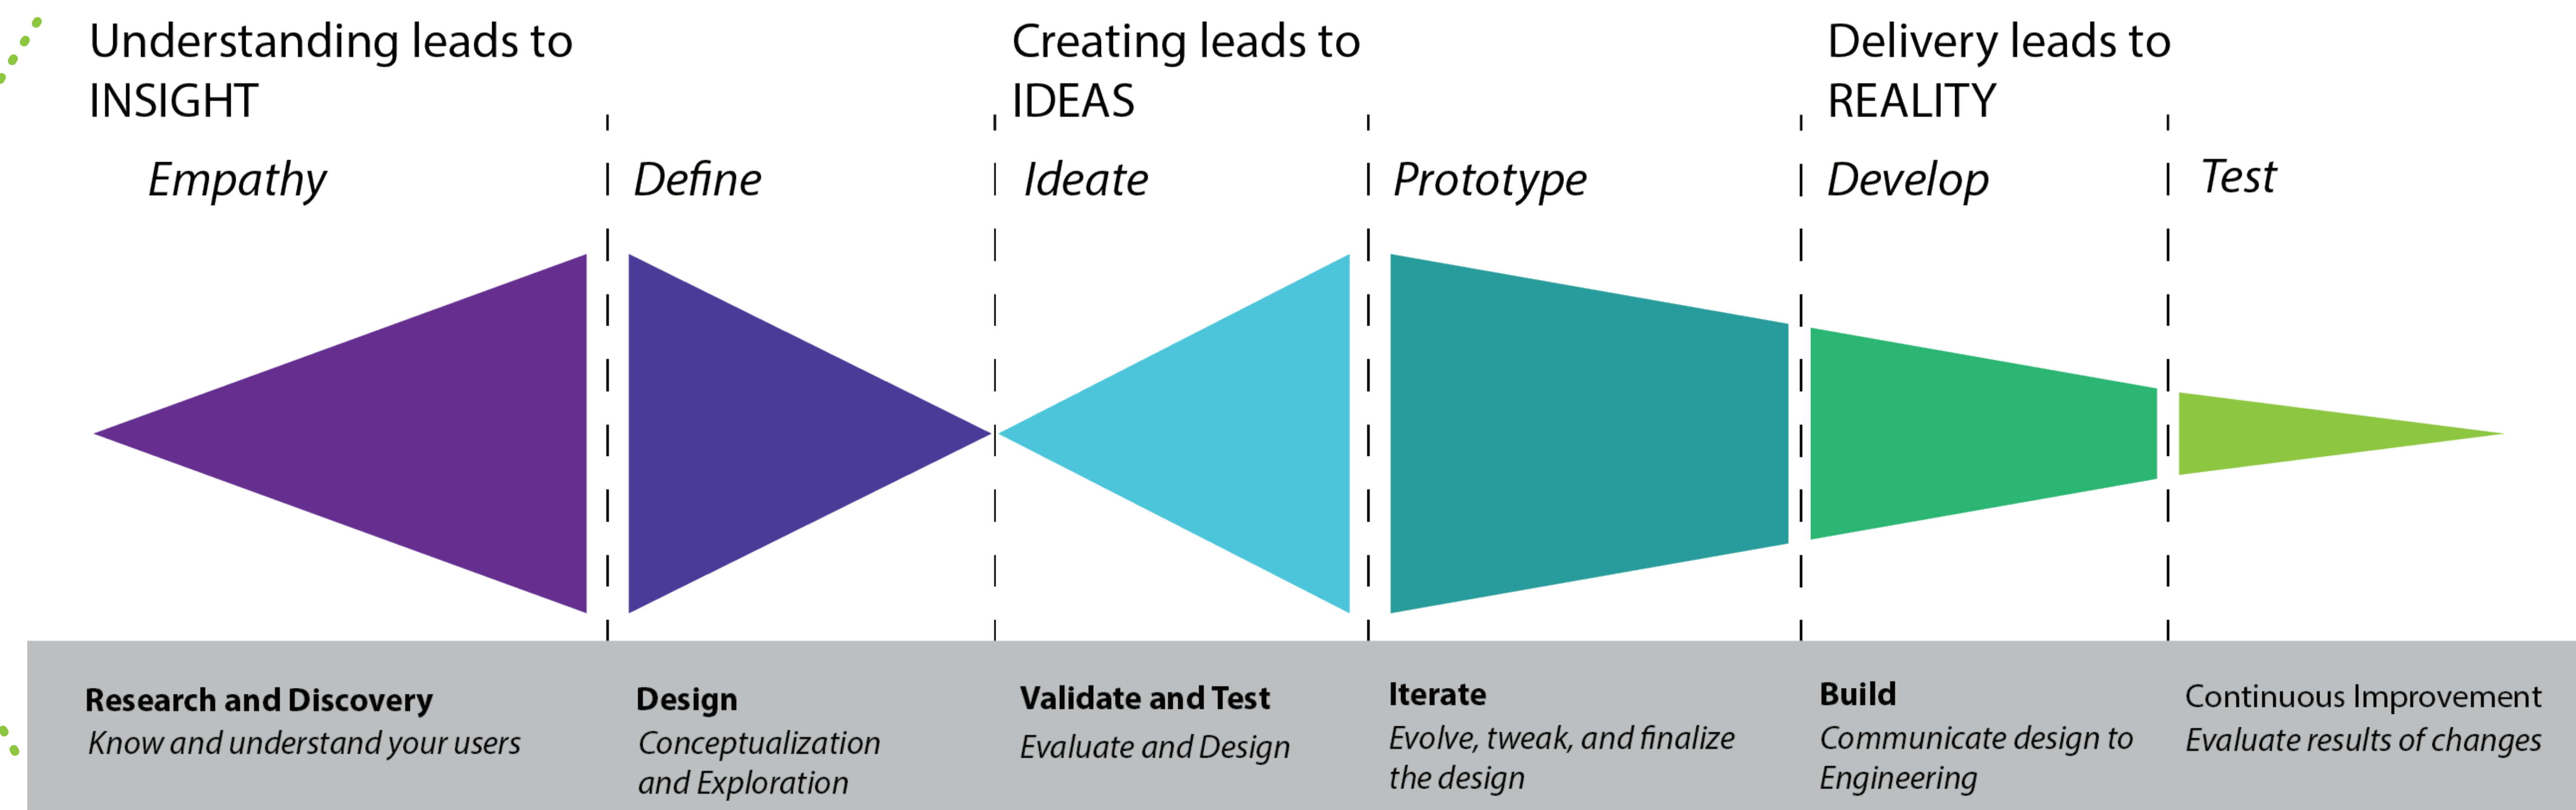 Understanding leads to
INSIGHT
Creating leads to
IDEAS
Delivery leads to
REALITY
Empathy
Define
Ideate
Prototype
Develop
Test
Research and Discovery
Know and understand your users
Design
Conceptualization
and Exploration
Validate and Test
Evaluate and Design
Iterate
Evolve, tweak, and finalize
the design
Build
Communicate design to
Engineering
Continuous Improvement
Evaluate results of changes